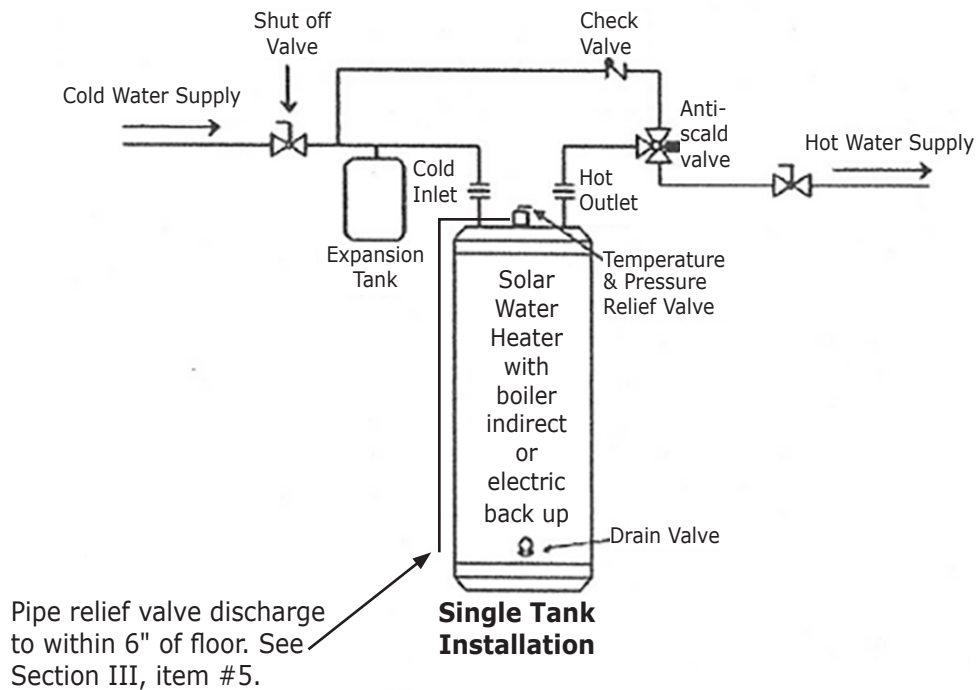 Shut off
Valve
Check
Valve
Cold Water Supply
Anti-
scald
valve
Hot Water Supply
Cold
Inlet
Hot
Outlet
Expansion
Tank
Temperature
& Pressure
Relief Valve
Solar
Water
Heater
with
boiler
indirect
or
electric
back up
Drain Valve
Pipe relief valve discharge
to within 6" of floor. See
Section III, item #5.
Single Tank
Installation